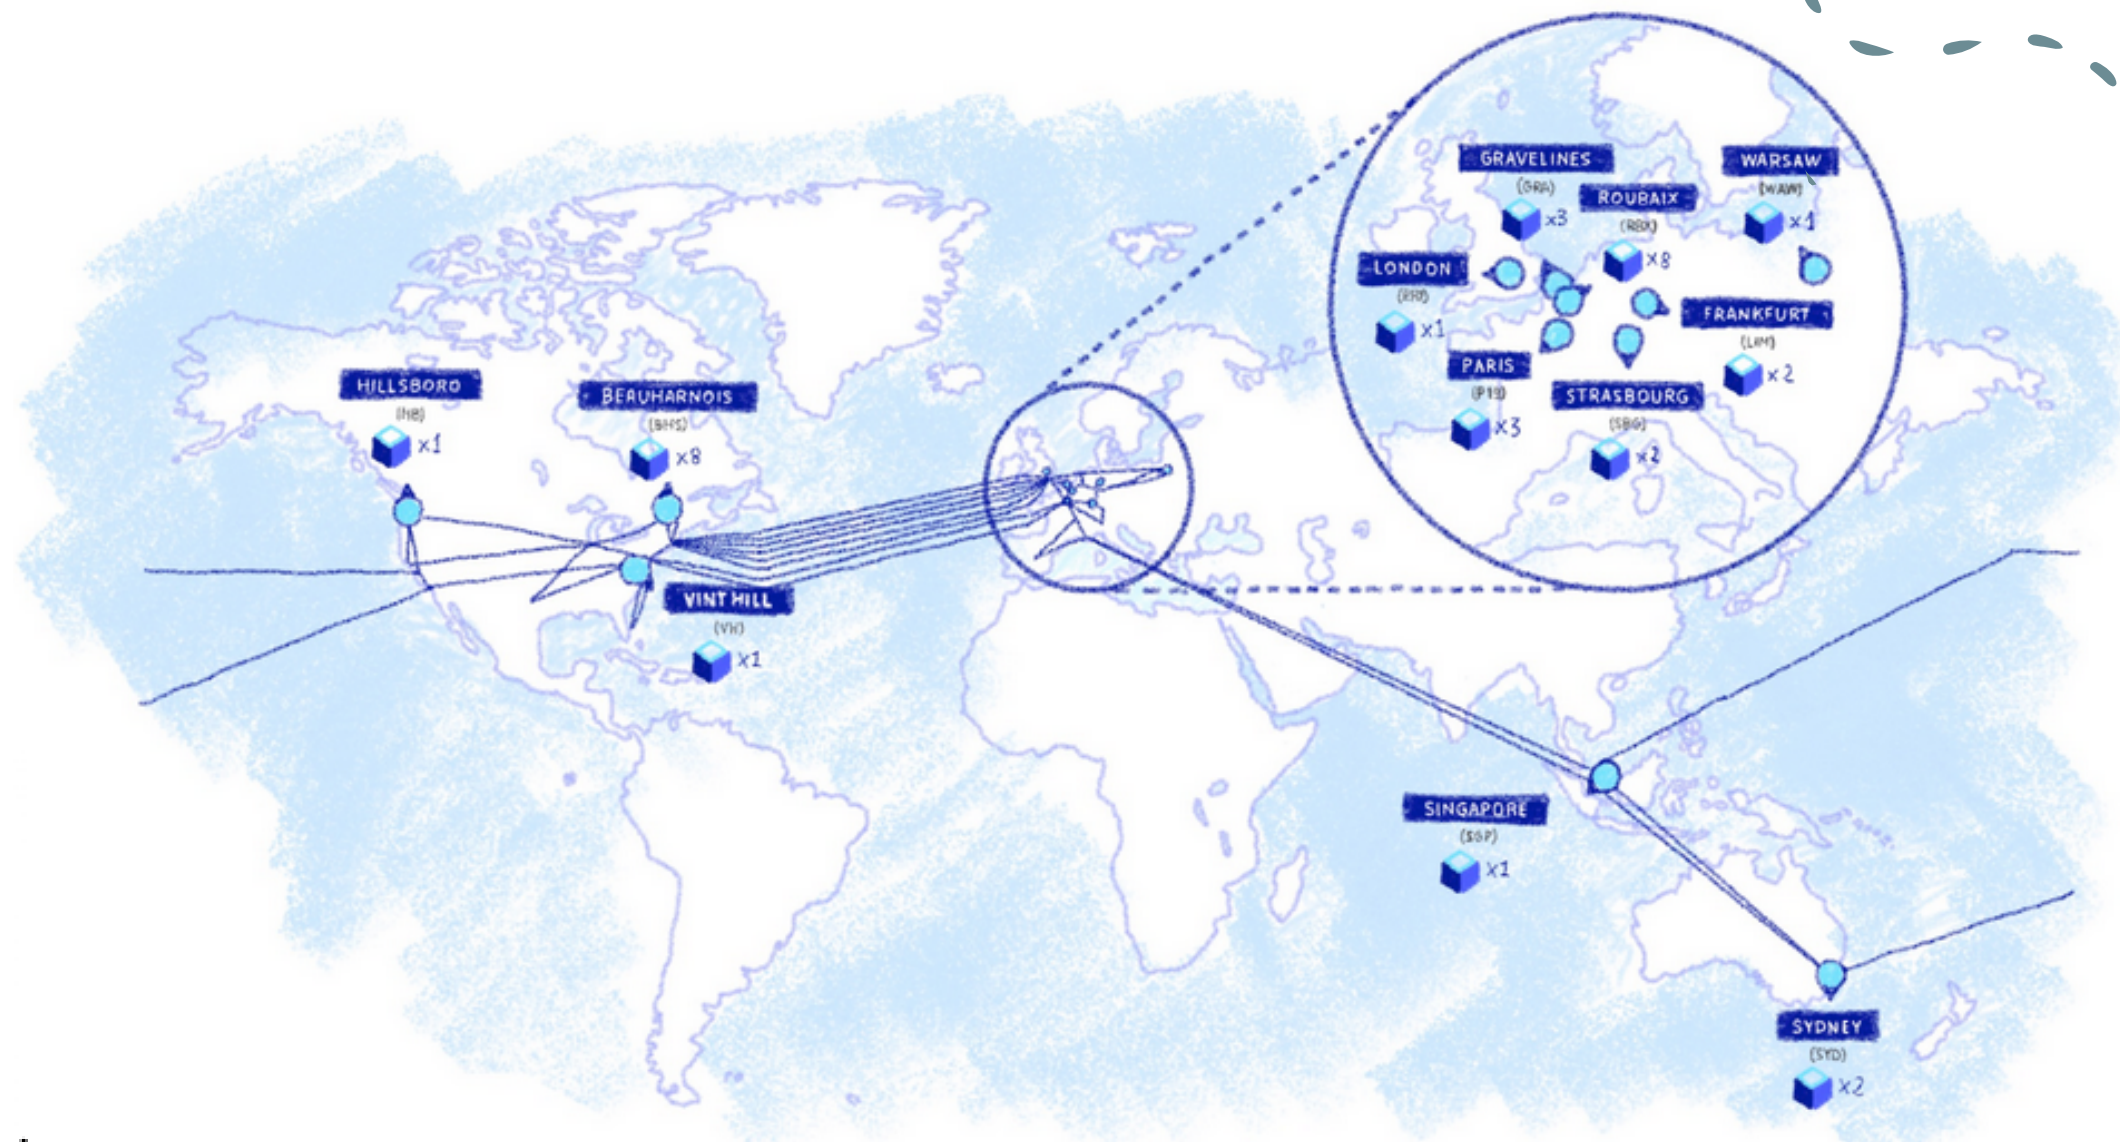 HILLSBORO
(HB)
x1
BEAUHARNOIS
(BHS)
x8
VINT HILL
(VH)
x1
GRAVELINES
(GRA)
x3
ROUBAIX
(RBX)
x8
WARSAW
(WAW)
x1
LONDON
x1
FRANKFURT
(LIM)
x2
PARIS
(P19)
x3
STRASBOURG
(SBG)
x2
SINGAPORE
(SGP)
x1
SYDNEY
(SYD)
x2